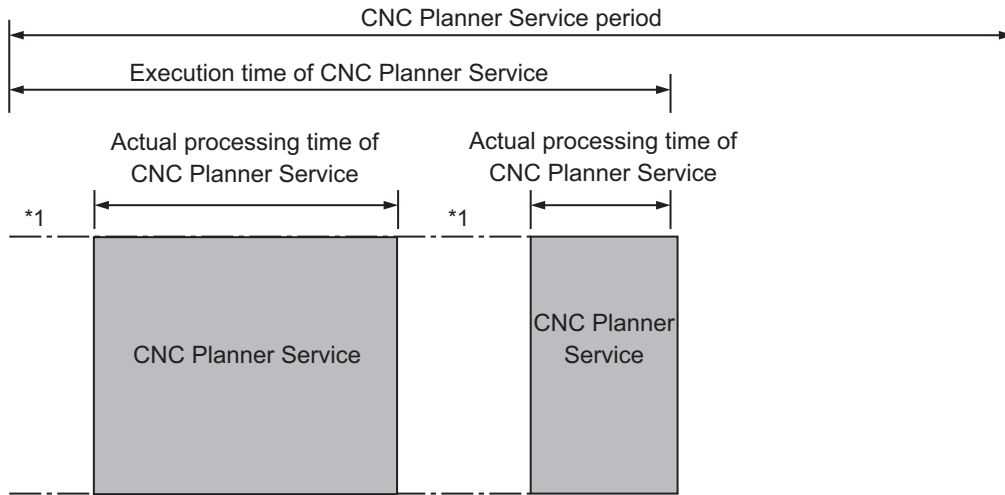 CNC Planner Service period
Execution time of CNC Planner Service
Actual processing time of
CNC Planner Service
Actual processing time of
CNC Planner Service
*1
*1
CNC Planner Service
CNC Planner
Service